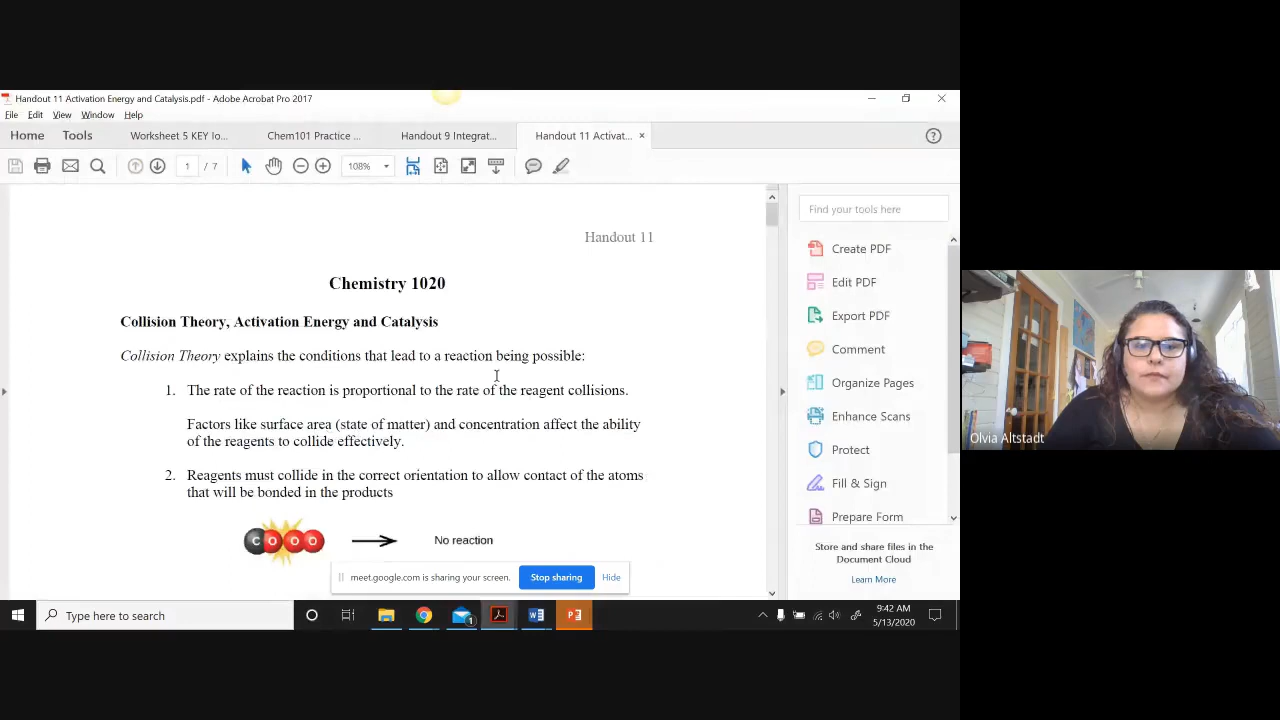 Handout 11 Activation Energy and Catalysis.pdf - Adobe Acrobat Pro 2017
File Edit View Window Help
Home Tools Worksheet 5 KEY Io... Chem101 Practice ... Handout 9 Integrat... Handout 11 Activat... ×
1 / 7 108%
Handout 11
Chemistry 1020
Collision Theory, Activation Energy and Catalysis
Collision Theory explains the conditions that lead to a reaction being possible:
1. The rate of the reaction is proportional to the rate of the reagent collisions.
Factors like surface area (state of matter) and concentration affect the ability
of the reagents to collide effectively.
2. Reagents must collide in the correct orientation to allow contact of the atoms
that will be bonded in the products
C O O O No reaction
meet.google.com is sharing your screen. Stop sharing Hide
Find your tools here
Create PDF
Edit PDF
Export PDF
Comment
Organize Pages
Enhance Scans
Protect
Fill & Sign
Prepare Form
Store and share files in the
Document Cloud
Learn More
Olvia Altstadt
Type here to search
1
9:42 AM
5/13/2020